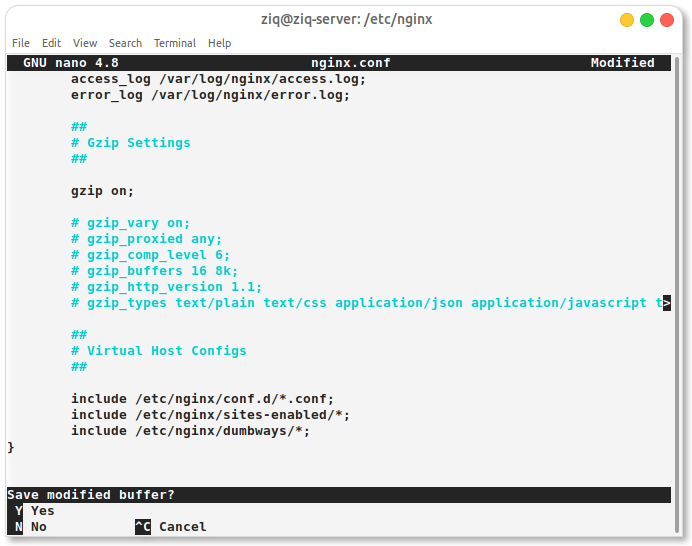 ziq@ziq-server: /etc/nginx
File Edit View Search Terminal Help
GNU nano 4.8 nginx.conf Modified
access_log /var/log/nginx/access.log;
error_log /var/log/nginx/error.log;
##
# Gzip Settings
##
gzip on;
# gzip_vary on;
# gzip_proxied any;
# gzip_comp_level 6;
# gzip_buffers 16 8k;
# gzip_http_version 1.1;
# gzip_types text/plain text/css application/json application/javascript t>
##
# Virtual Host Configs
##
include /etc/nginx/conf.d/*.conf;
include /etc/nginx/sites-enabled/*;
include /etc/nginx/dumbways/*;
}
Save modified buffer?
Y Yes
N No ^C Cancel